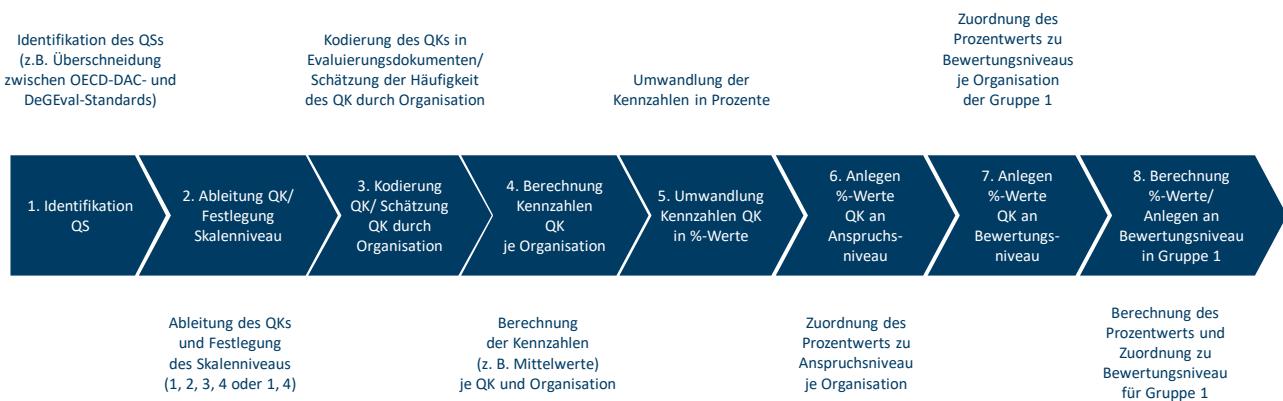 Identifikation des QSs
(z.B. Überschneidung
zwischen OECD-DAC- und
DeGEval-Standards)
Kodierung des QKs in
Evaluierungsdokumenten/
Schätzung der Häufigkeit
des QK durch Organisation
Umwandlung der
Kennzahlen in Prozente
Zuordnung des
Prozentwerts zu
Bewertungsniveaus
je Organisation
der Gruppe 1
1. Identifikation
QS
2. Ableitung QK/
Festlegung
Skalenniveau
3. Kodierung
QK/ Schätzung
QK durch
Organisation
4. Berechnung
Kennzahlen
QK
je Organisation
5. Umwandlung
Kennzahlen QK
in %-Werte
6. Anlegen
%-Werte
QK an
Anspruchs-
niveau
7. Anlegen
%-Werte
QK an
Bewertungs-
niveau
8. Berechnung
%-Werte/
Anlegen an
Bewertungsniveau
in Gruppe 1
Ableitung des QKs
und Festlegung
des Skalenniveaus
(1, 2, 3, 4 oder 1, 4)
Berechnung
der Kennzahlen
(z. B. Mittelwerte)
je QK und Organisation
Zuordnung des
Prozentwerts zu
Anspruchsniveau
je Organisation
Berechnung des
Prozentwerts und
Zuordnung zu
Bewertungsniveau
für Gruppe 1